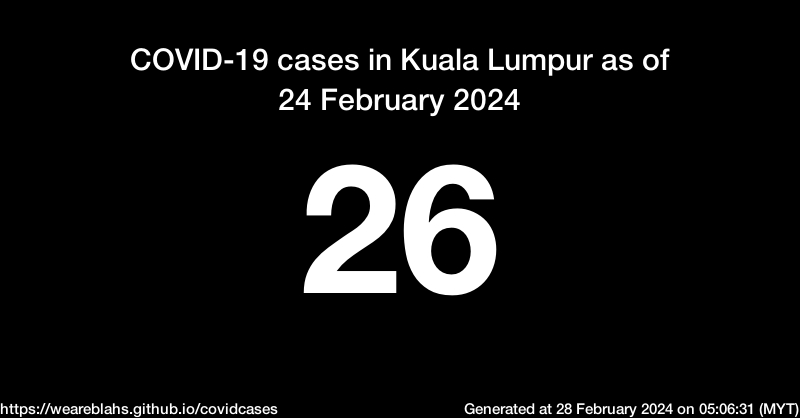 COVID-19 cases in Kuala Lumpur as of
24 February 2024
26
https://weareblahs.github.io/covidcases
Generated at 28 February 2024 on 05:06:31 (MYT)